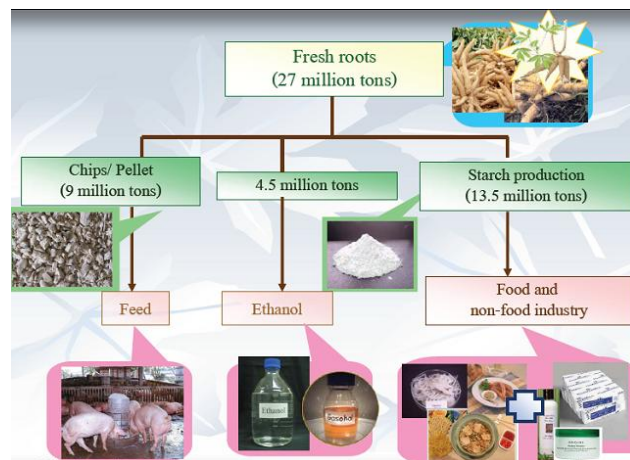 Fresh roots
(27 million tons)
Chips/ Pellet
(9 million tons)
4.5 million tons
Starch production
(13.5 million tons)
Feed
Ethanol
Food and
non-food industry
Ethanol
Gasohol